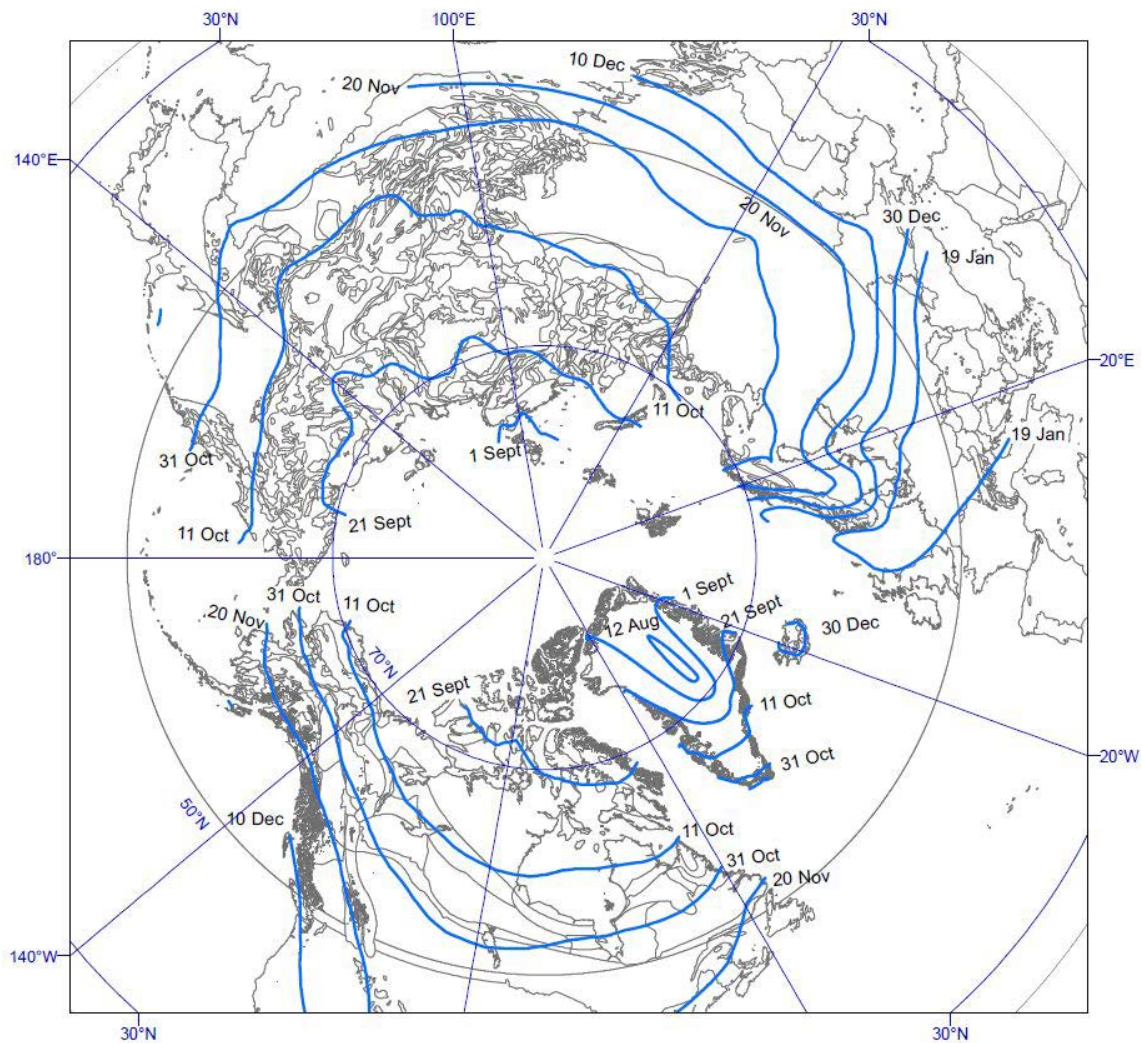 30°N
100°E
30°N
10 Dec
20 Nov
140°E
20 Nov
30 Dec
19 Jan
20°E
11 Oct
19 Jan
1 Sept
31 Oct
21 Sept
11 Oct
180°
31 Oct
11 Oct
1 Sept
20 Nov
12 Aug
21 Sept
30 Dec
70°N
21 Sept
11 Oct
20°W
31 Oct
50°N
10 Dec
11 Oct
31 Oct
20 Nov
140°W
30°N
30°N